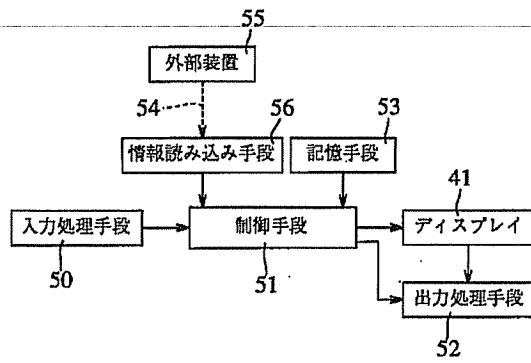 55
外部装置
54
56
53
情報読み込み手段
記憶手段
41
入力処理手段
制御手段
ディスプレイ
50
51
出力処理手段
52